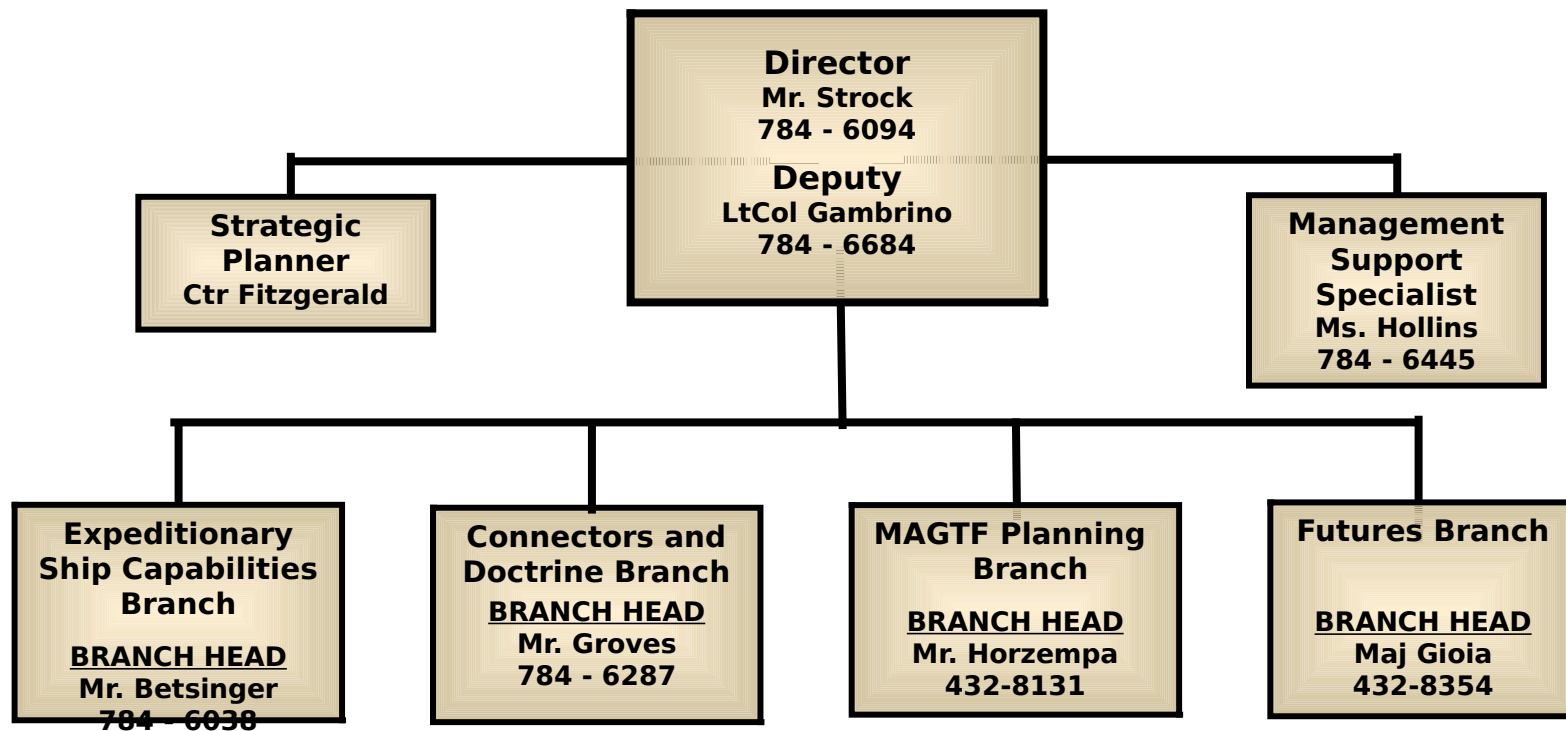 Director
Mr. Strock
784 - 6094
Deputy
LtCol Gambrino
784 - 6684
Strategic
Planner
Ctr Fitzgerald
Management
Support
Specialist
Ms. Hollins
784 - 6445
Expeditionary
Ship Capabilities
Branch
BRANCH HEAD
Mr. Betsinger
784 - 6038
Connectors and
Doctrine Branch
BRANCH HEAD
Mr. Groves
784 - 6287
MAGTF Planning
Branch
BRANCH HEAD
Mr. Horzempa
432-8131
Futures Branch
BRANCH HEAD
Maj Gioia
432-8354